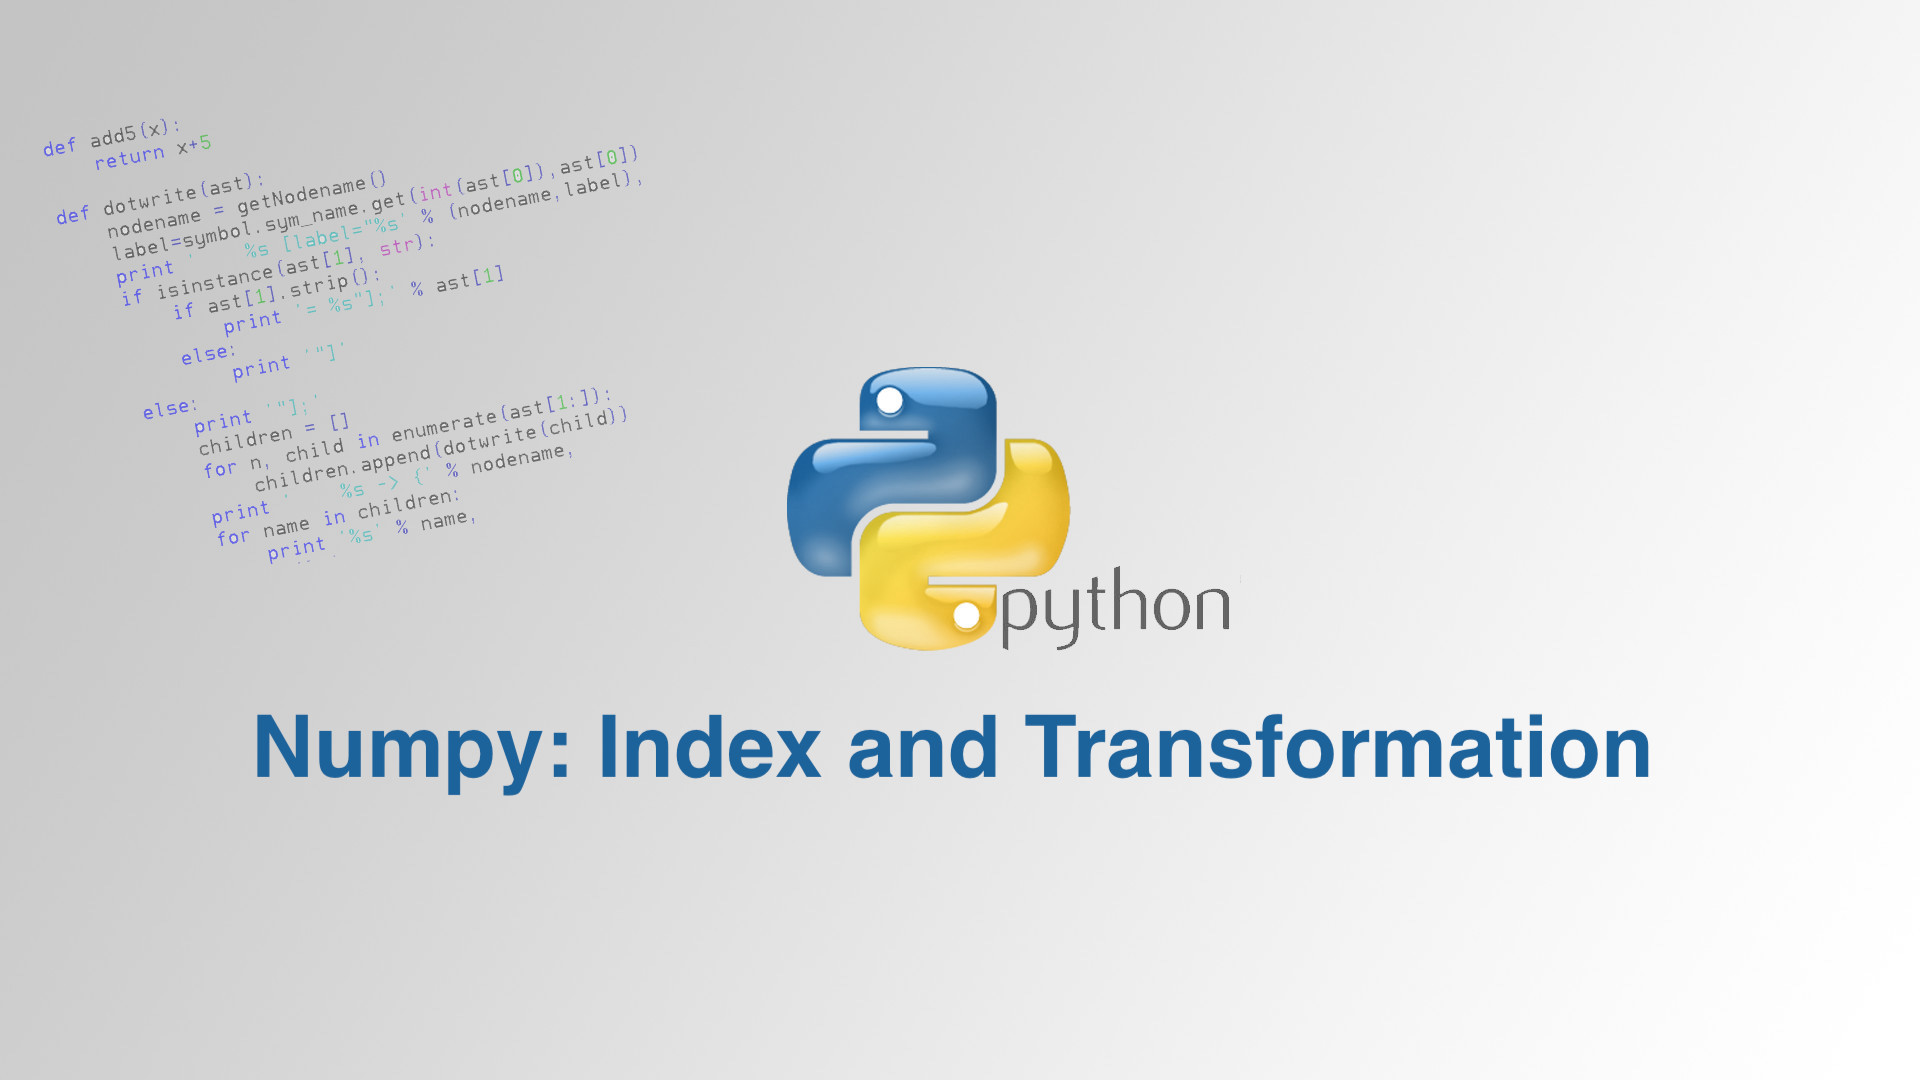 def add5(x):
    return x+5
def dotwrite(ast):
    nodename = getNodename()
    label=symbol.sym_name.get(int(ast[0]),ast[0])
    print '    %s [label="%s' % (nodename,label),
    if isinstance(ast[1], str):
        if ast[1].strip():
            print '= %s"];' % ast[1]
        else:
            print '"]'
    else:
        print '"];'
        children = []
        for n, child in enumerate(ast[1:]):
            children.append(dotwrite(child))
        print '    %s -> {' % nodename,
        for name in children:
            print '%s' % name,
python
Numpy: Index and Transformation